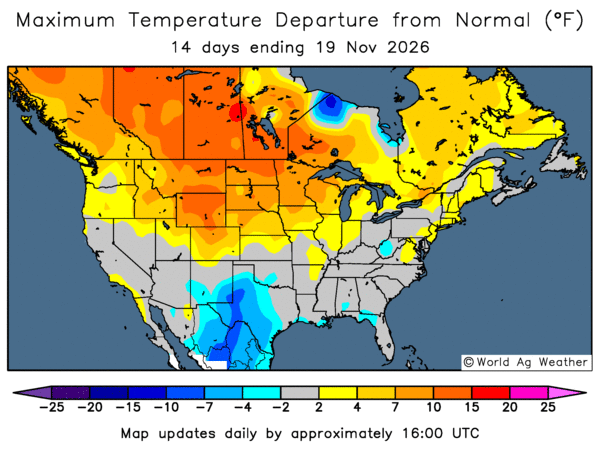 Maximum Temperature Departure from Normal (°F)
14 days ending 19 Nov 2026
© World Ag Weather
−25 −20 −15 −10 −7 −4 −2 2 4 7 10 15 20 25
Map updates daily by approximately 16:00 UTC